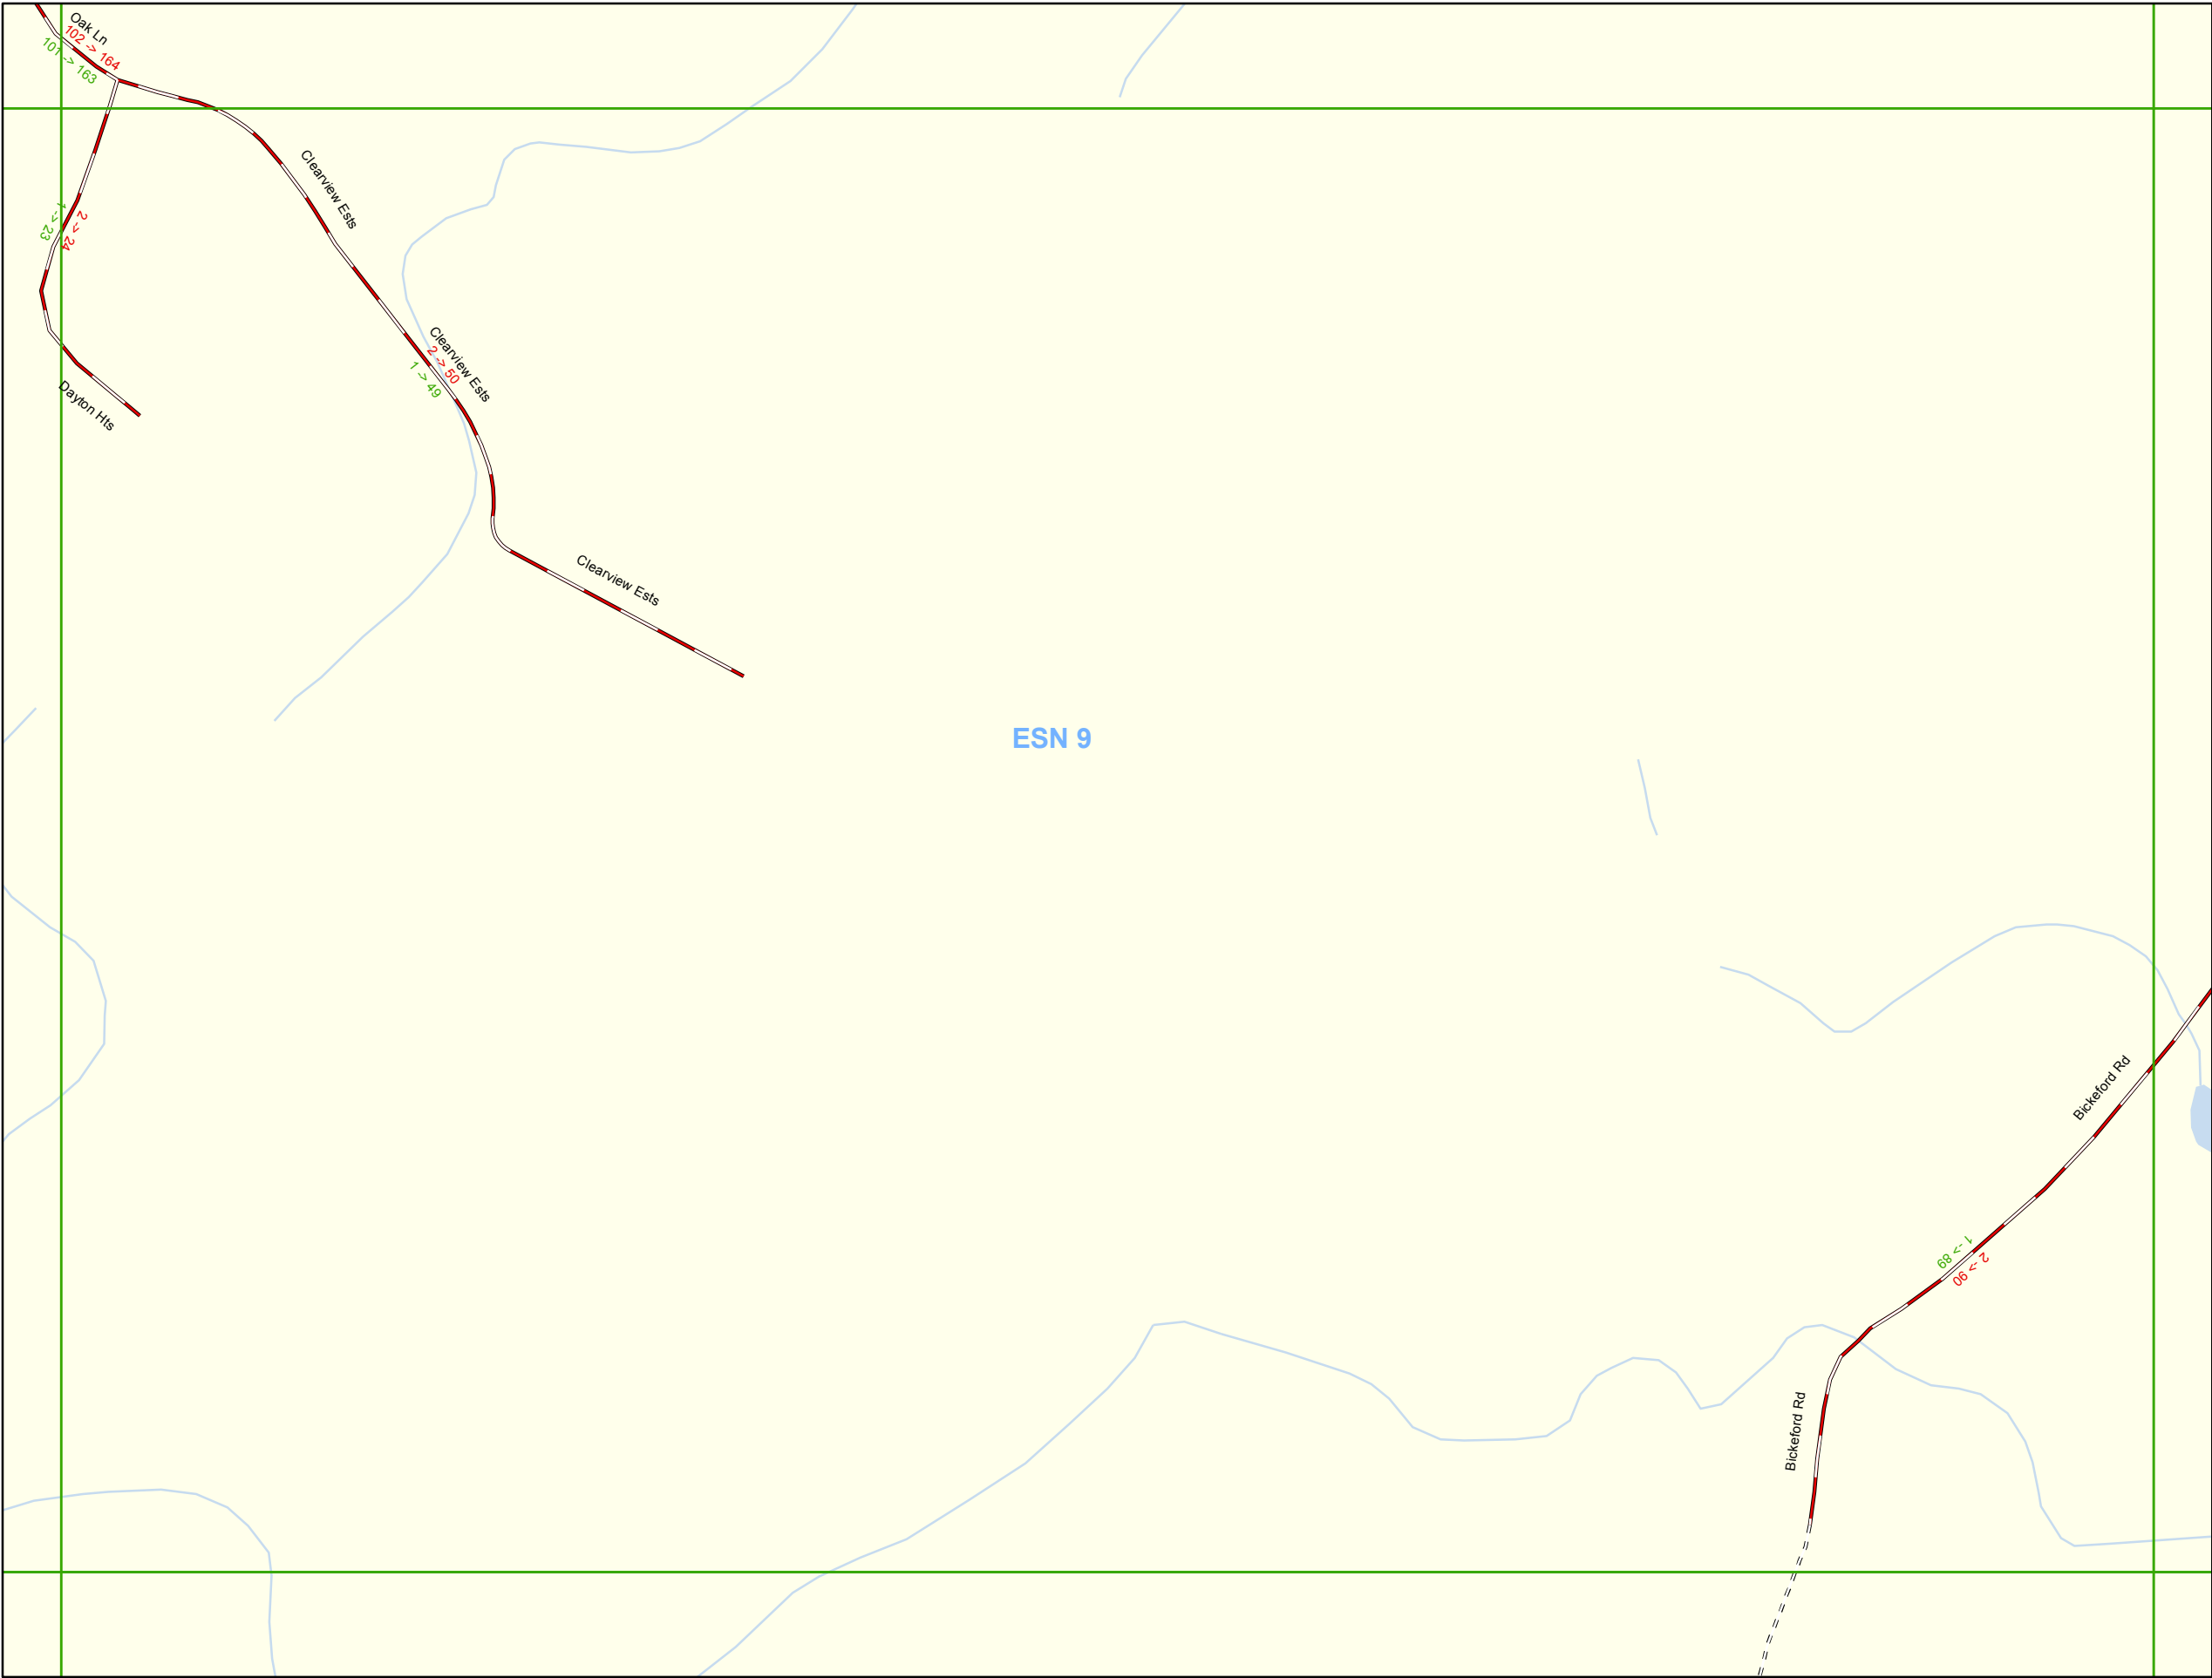 Oak Ln
102 -> 164
101 -> 163
Clearview Ests
1 -> 23
2 -> 24
Clearview Ests
2 -> 50
1 -> 49
Dayton Hts
Clearview Ests
ESN 9
Bickeford Rd
1 -> 89
2 -> 90
Bickeford Rd